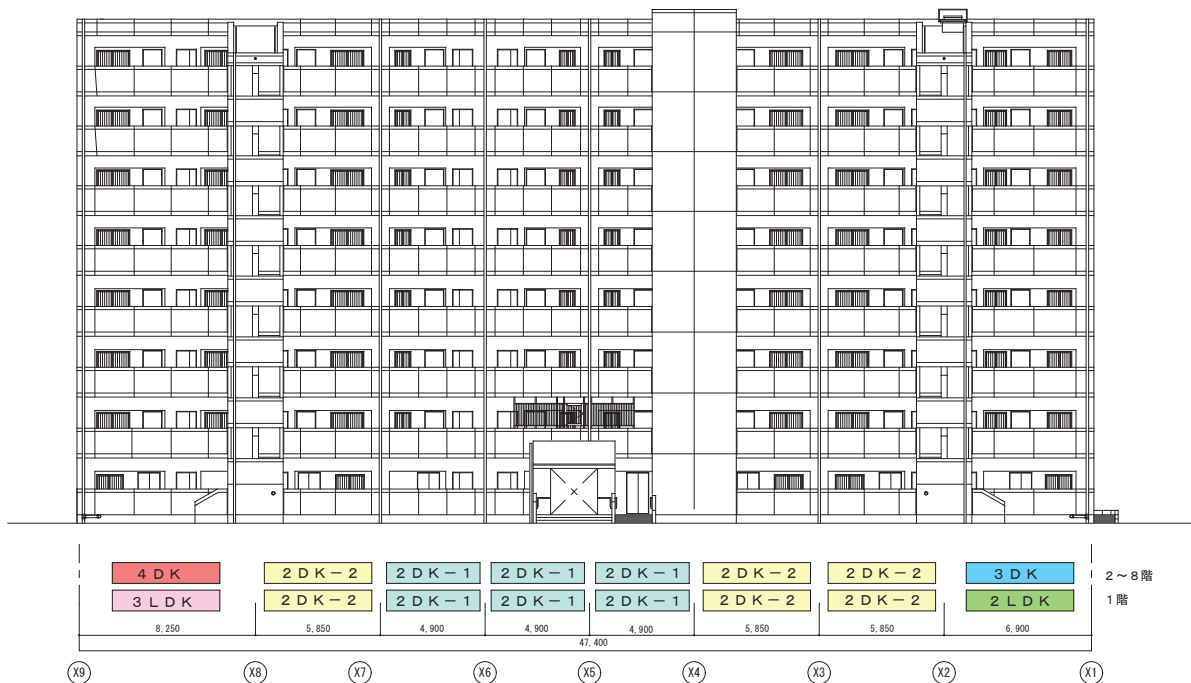 4DK 2DK-2 2DK-1 2DK-1 2DK-1 2DK-2 2DK-2 3DK 2~8階
3LDK 2DK-2 2DK-1 2DK-1 2DK-1 2DK-2 2DK-2 2LDK 1階
8,250 5,850 4,900 4,900 4,900 5,850 5,850 6,900
47,400
X9 X8 X7 X6 X5 X4 X3 X2 X1